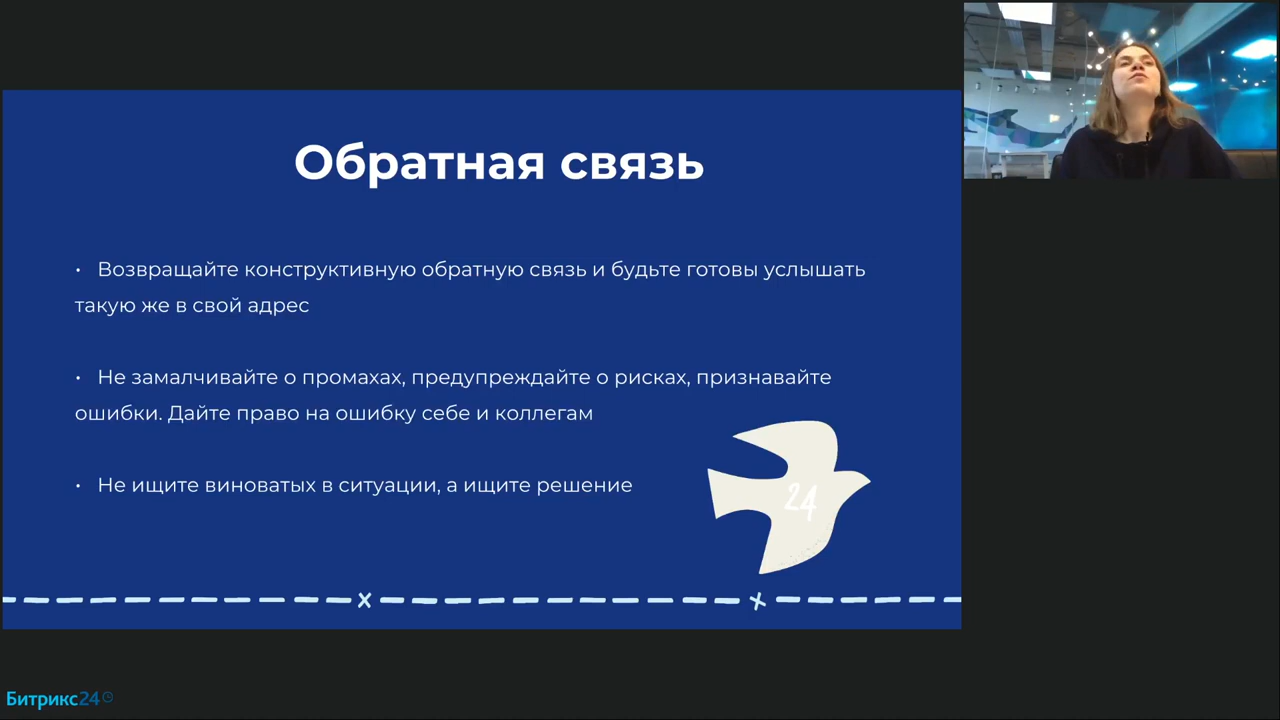 Обратная связь
• Возвращайте конструктивную обратную связь и будьте готовы услышать
такую же в свой адрес
• Не замалчивайте о промахах, предупреждайте о рисках, признавайте
ошибки. Дайте право на ошибку себе и коллегам
• Не ищите виноватых в ситуации, а ищите решение
24
Битрикс24